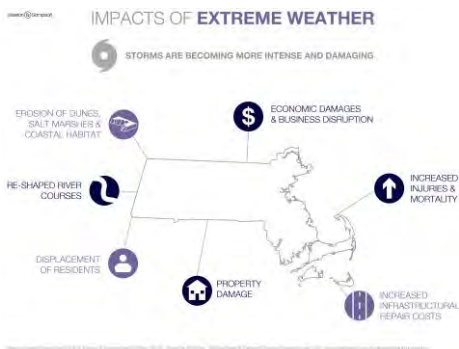 IMPACTS OF EXTREME WEATHER
STORMS ARE BECOMING MORE INTENSE AND DAMAGING
EROSION OF DUNES,
SALT MARSHES &
COASTAL HABITAT
$
ECONOMIC DAMAGES
& BUSINESS DISRUPTION
RE-SHAPED RIVER
COURSES
INCREASED
INJURIES &
MORTALITY
DISPLACEMENT
OF RESIDENTS
PROPERTY
DAMAGE
INCREASED
INFRASTRUCTURAL
REPAIR COSTS